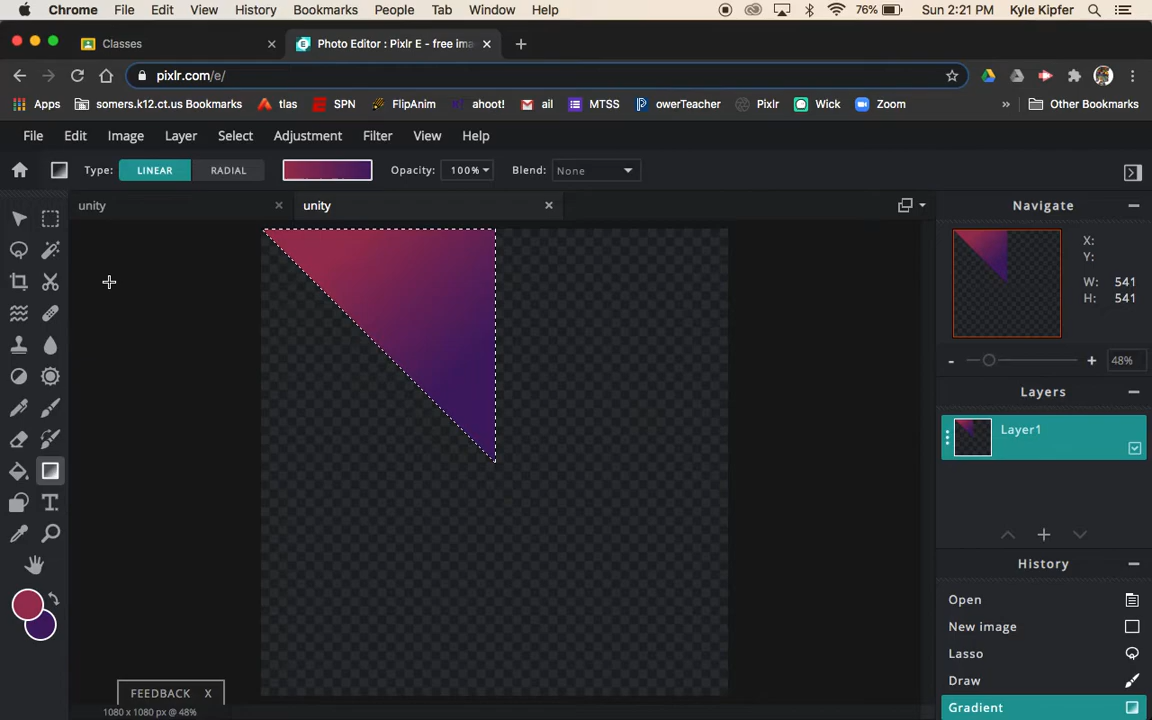 Chrome File Edit View History Bookmarks People Tab Window Help 76% Sun 2:21 PM Kyle Kipfer
Classes × Pixlr E - free ima ×
Photo Editor : Pixlr E - free ima
pixlr.com/e/
Apps somers.k12.ct.us Bookmarks tlas SPN FlipAnim ahoot! ail MTSS owerTeacher Pixlr Wick Zoom » Other Bookmarks
File Edit Image Layer Select Adjustment Filter View Help
Type: LINEAR RADIAL Opacity: 100% Blend: None
unity × unity × Navigate
X:
Y:
W: 541
H: 541
- + 48%
Layers
Layer1
History
Open
New image
Lasso
Draw
Gradient
FEEDBACK X
1080 x 1080 px @ 48%